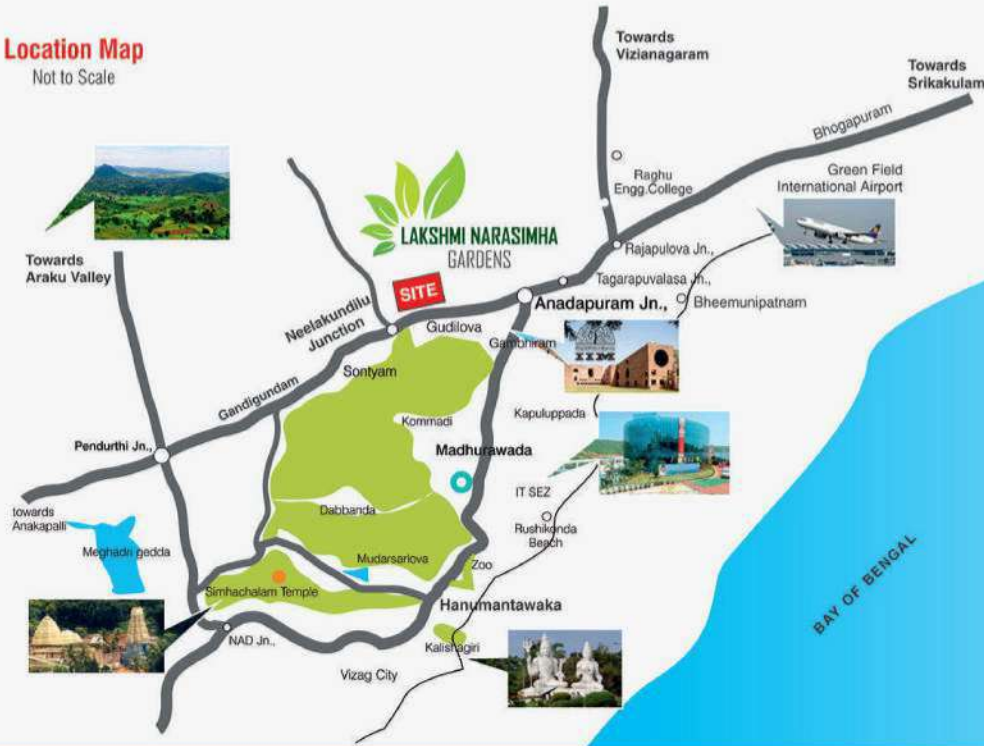 Location Map
Not to Scale
Towards
Vizianagaram
Towards
Srikakulam
Bhogapuram
Raghu
Engg.College
Green Field
International Airport
LAKSHMI NARASIMHA
GARDENS
Towards
Araku Valley
Rajapulova Jn.,
Tagarapuvalasa Jn.,
SITE
Neelakundilu
Junction
Anadapuram Jn.,
Bheemunipatnam
Gudilova
Gambhiram
IIM
Sontyam
Gandigundam
Kommadi
Kapuluppada
Pendurthi Jn.,
Madhurawada
towards
Anakapalli
IT SEZ
Dabbanda
Rushikonda
Beach
Meghadri gedda
Mudarsarlova
Zoo
Simhachalam Temple
Hanumantawaka
NAD Jn.,
Kalishagiri
Vizag City
BAY OF BENGAL